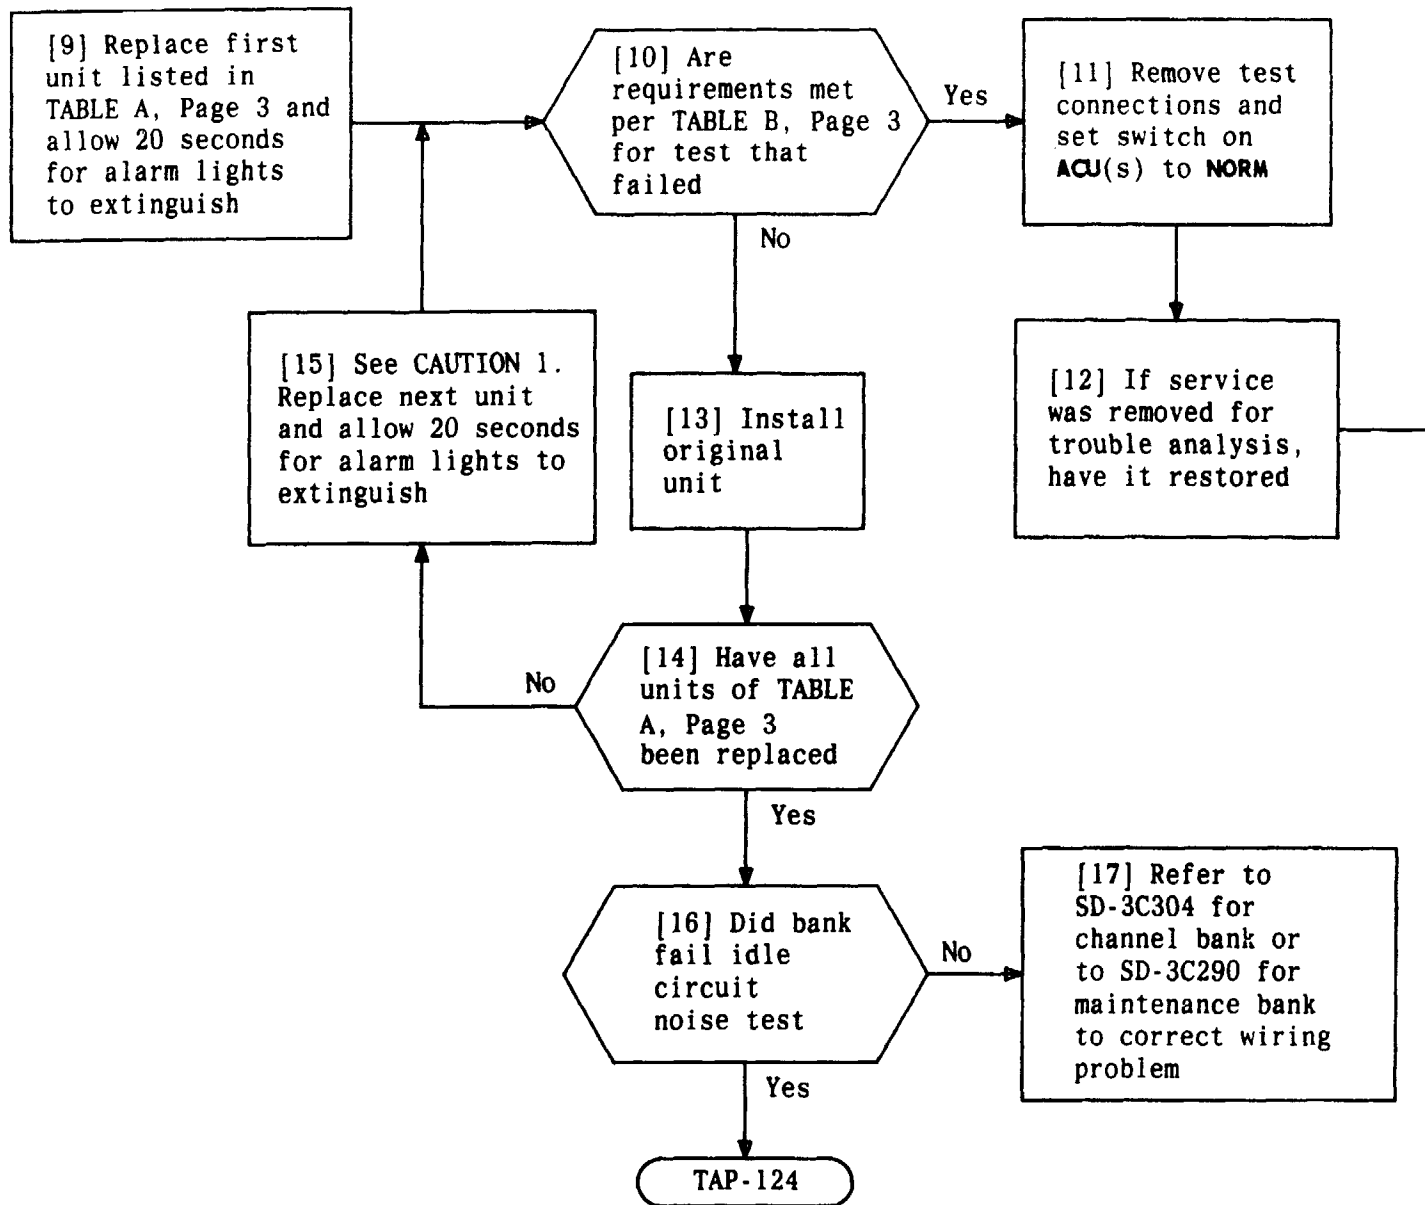 [9] Replace first
unit listed in
TABLE A, Page 3 and
allow 20 seconds
for alarm lights
to extinguish
[10] Are
requirements met
per TABLE B, Page 3
for test that
failed
Yes
No
[11] Remove test
connections and
set switch on
ACU(s) to NORM
[12] If service
was removed for
trouble analysis,
have it restored
[15] See CAUTION 1.
Replace next unit
and allow 20 seconds
for alarm lights to
extinguish
[13] Install
original
unit
[14] Have all
units of TABLE
A, Page 3
been replaced
No
Yes
[16] Did bank
fail idle
circuit
noise test
No
Yes
[17] Refer to
SD-3C304 for
channel bank or
to SD-3C290 for
maintenance bank
to correct wiring
problem
TAP-124